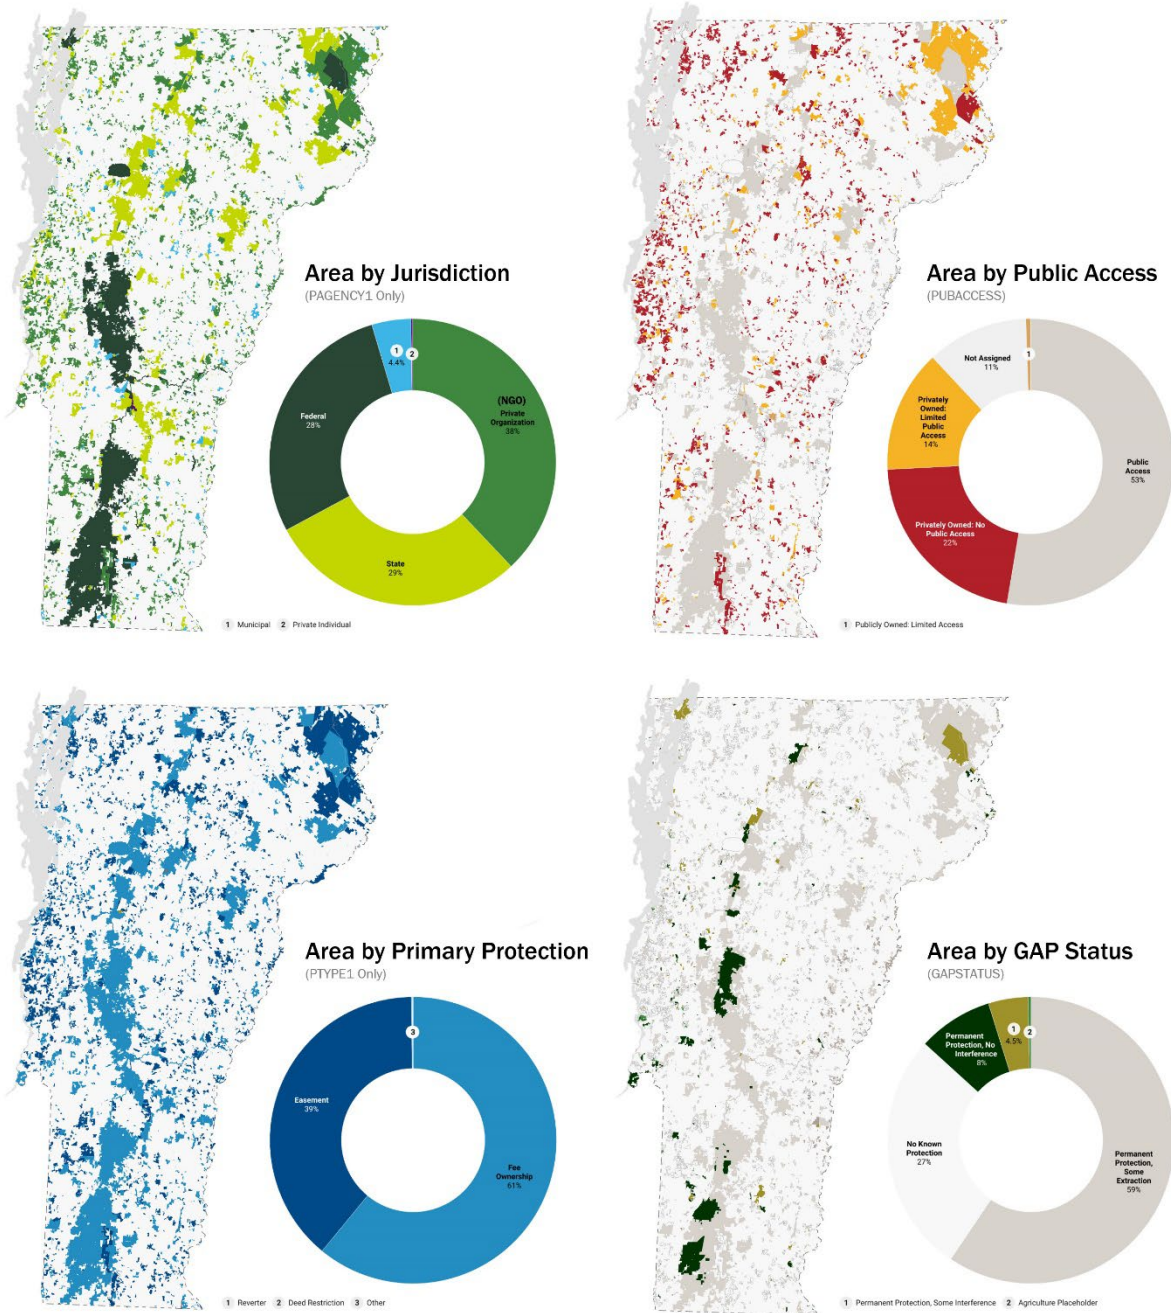 Area by Jurisdiction
(PAGENCY1 Only)
1
4.4%
2
(NGO)
Private
Organization
38%
Federal
28%
State
29%
1 Municipal 2 Private Individual
Area by Public Access
(PUBACCESS)
Not Assigned
11%
1
Privately
Owned:
Limited
Public
Access
14%
Public
Access
53%
Privately Owned: No
Public Access
22%
1 Publicly Owned: Limited Access
Area by Primary Protection
(PTYPE1 Only)
3
Easement
39%
Fee
Ownership
61%
1 Reverter 2 Deed Restriction 3 Other
Area by GAP Status
(GAPSTATUS)
Permanent
Protection, No
Interference
8%
1
4.5%
2
No Known
Protection
27%
Permanent
Protection,
Some
Extraction
59%
1 Permanent Protection, Some Interference 2 Agriculture Placeholder